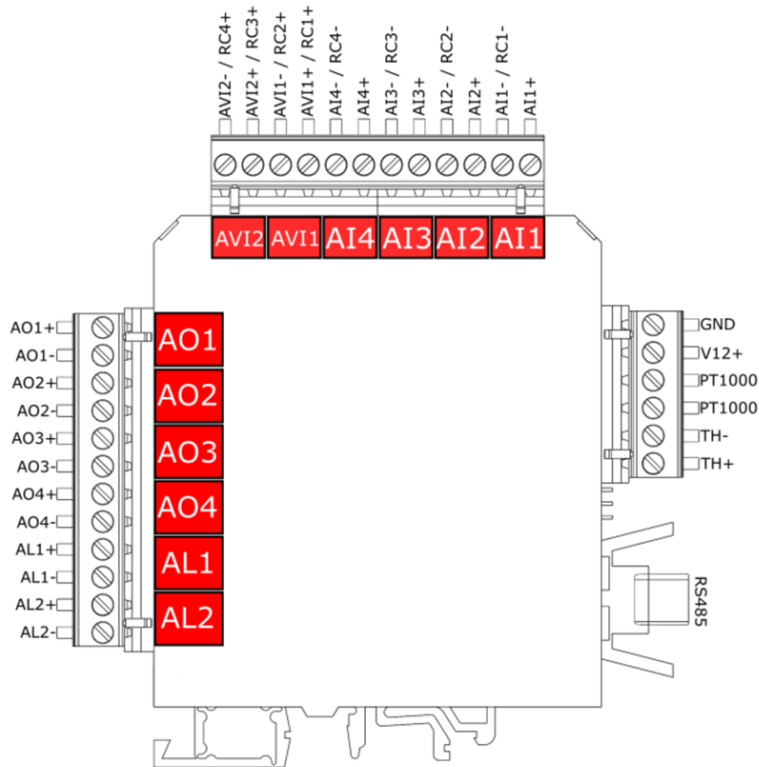 AVI2- / RC4+
AVI2+ / RC3+
AVI1- / RC2+
AVI1+ / RC1+
AI4- / RC4-
AI4+
AI3- / RC3-
AI3+
AI2- / RC2-
AI2+
AI1- / RC1-
AI1+
AVI2 AVI1 AI4 AI3 AI2 AI1
AO1+
AO1-
AO2+
AO2-
AO3+
AO3-
AO4+
AO4-
AL1+
AL1-
AL2+
AL2-
AO1
AO2
AO3
AO4
AL1
AL2
GND
V12+
PT1000
PT1000
TH-
TH+
RS485